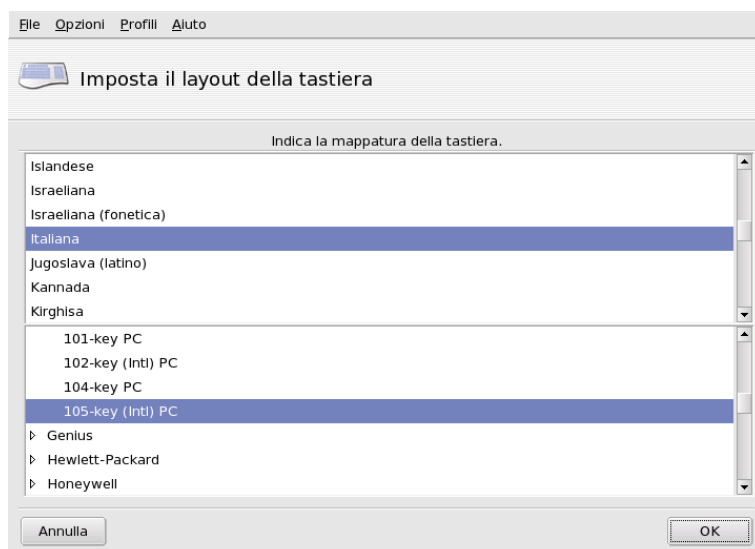 File Opzioni Profili Aiuto
Imposta il layout della tastiera
Indica la mappatura della tastiera.
Islandese
Israeliana
Israeliana (fonetica)
Italiana
Jugoslava (latino)
Kannada
Kirghisa
101-key PC
102-key (Intl) PC
104-key PC
105-key (Intl) PC
Genius
Hewlett-Packard
Honeywell
Annulla OK